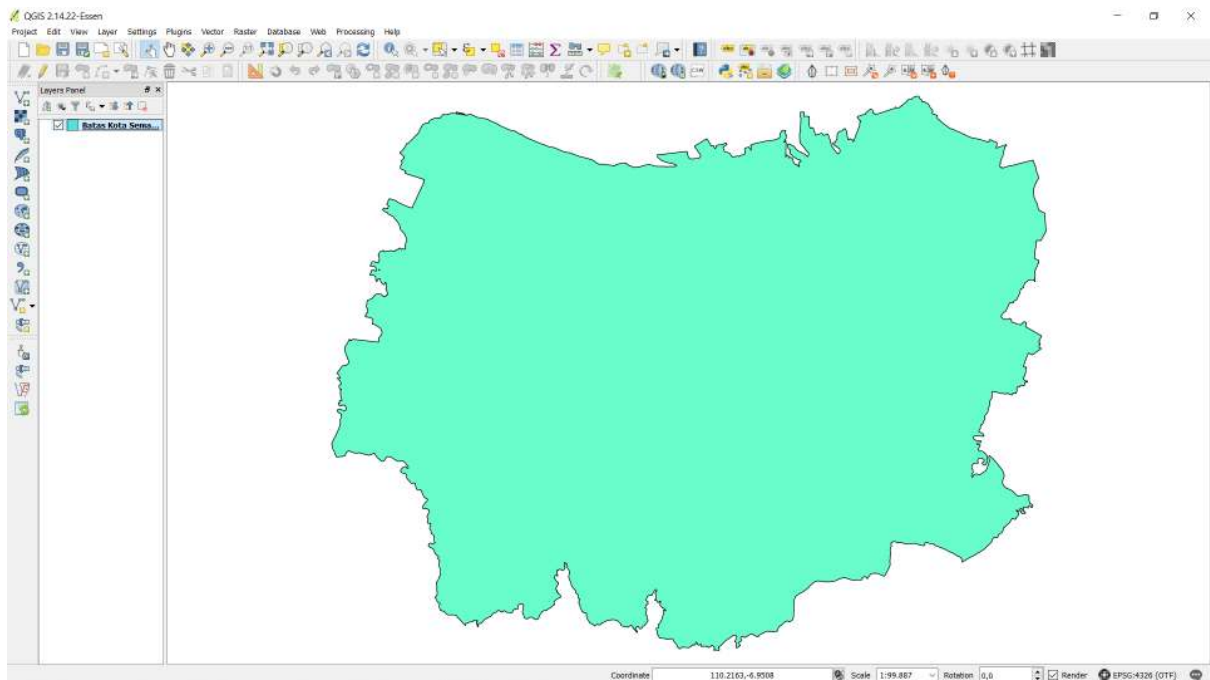 QGIS 2.14.22-Essen
Project Edit View Layer Settings Plugins Vector Raster Database Web Processing Help
Layers Panel
Batas Kota Sema...
Coordinate 110.2163,-6.9508 Scale 1:99.887 Rotation 0,0 Render EPSG:4326 (OTF)